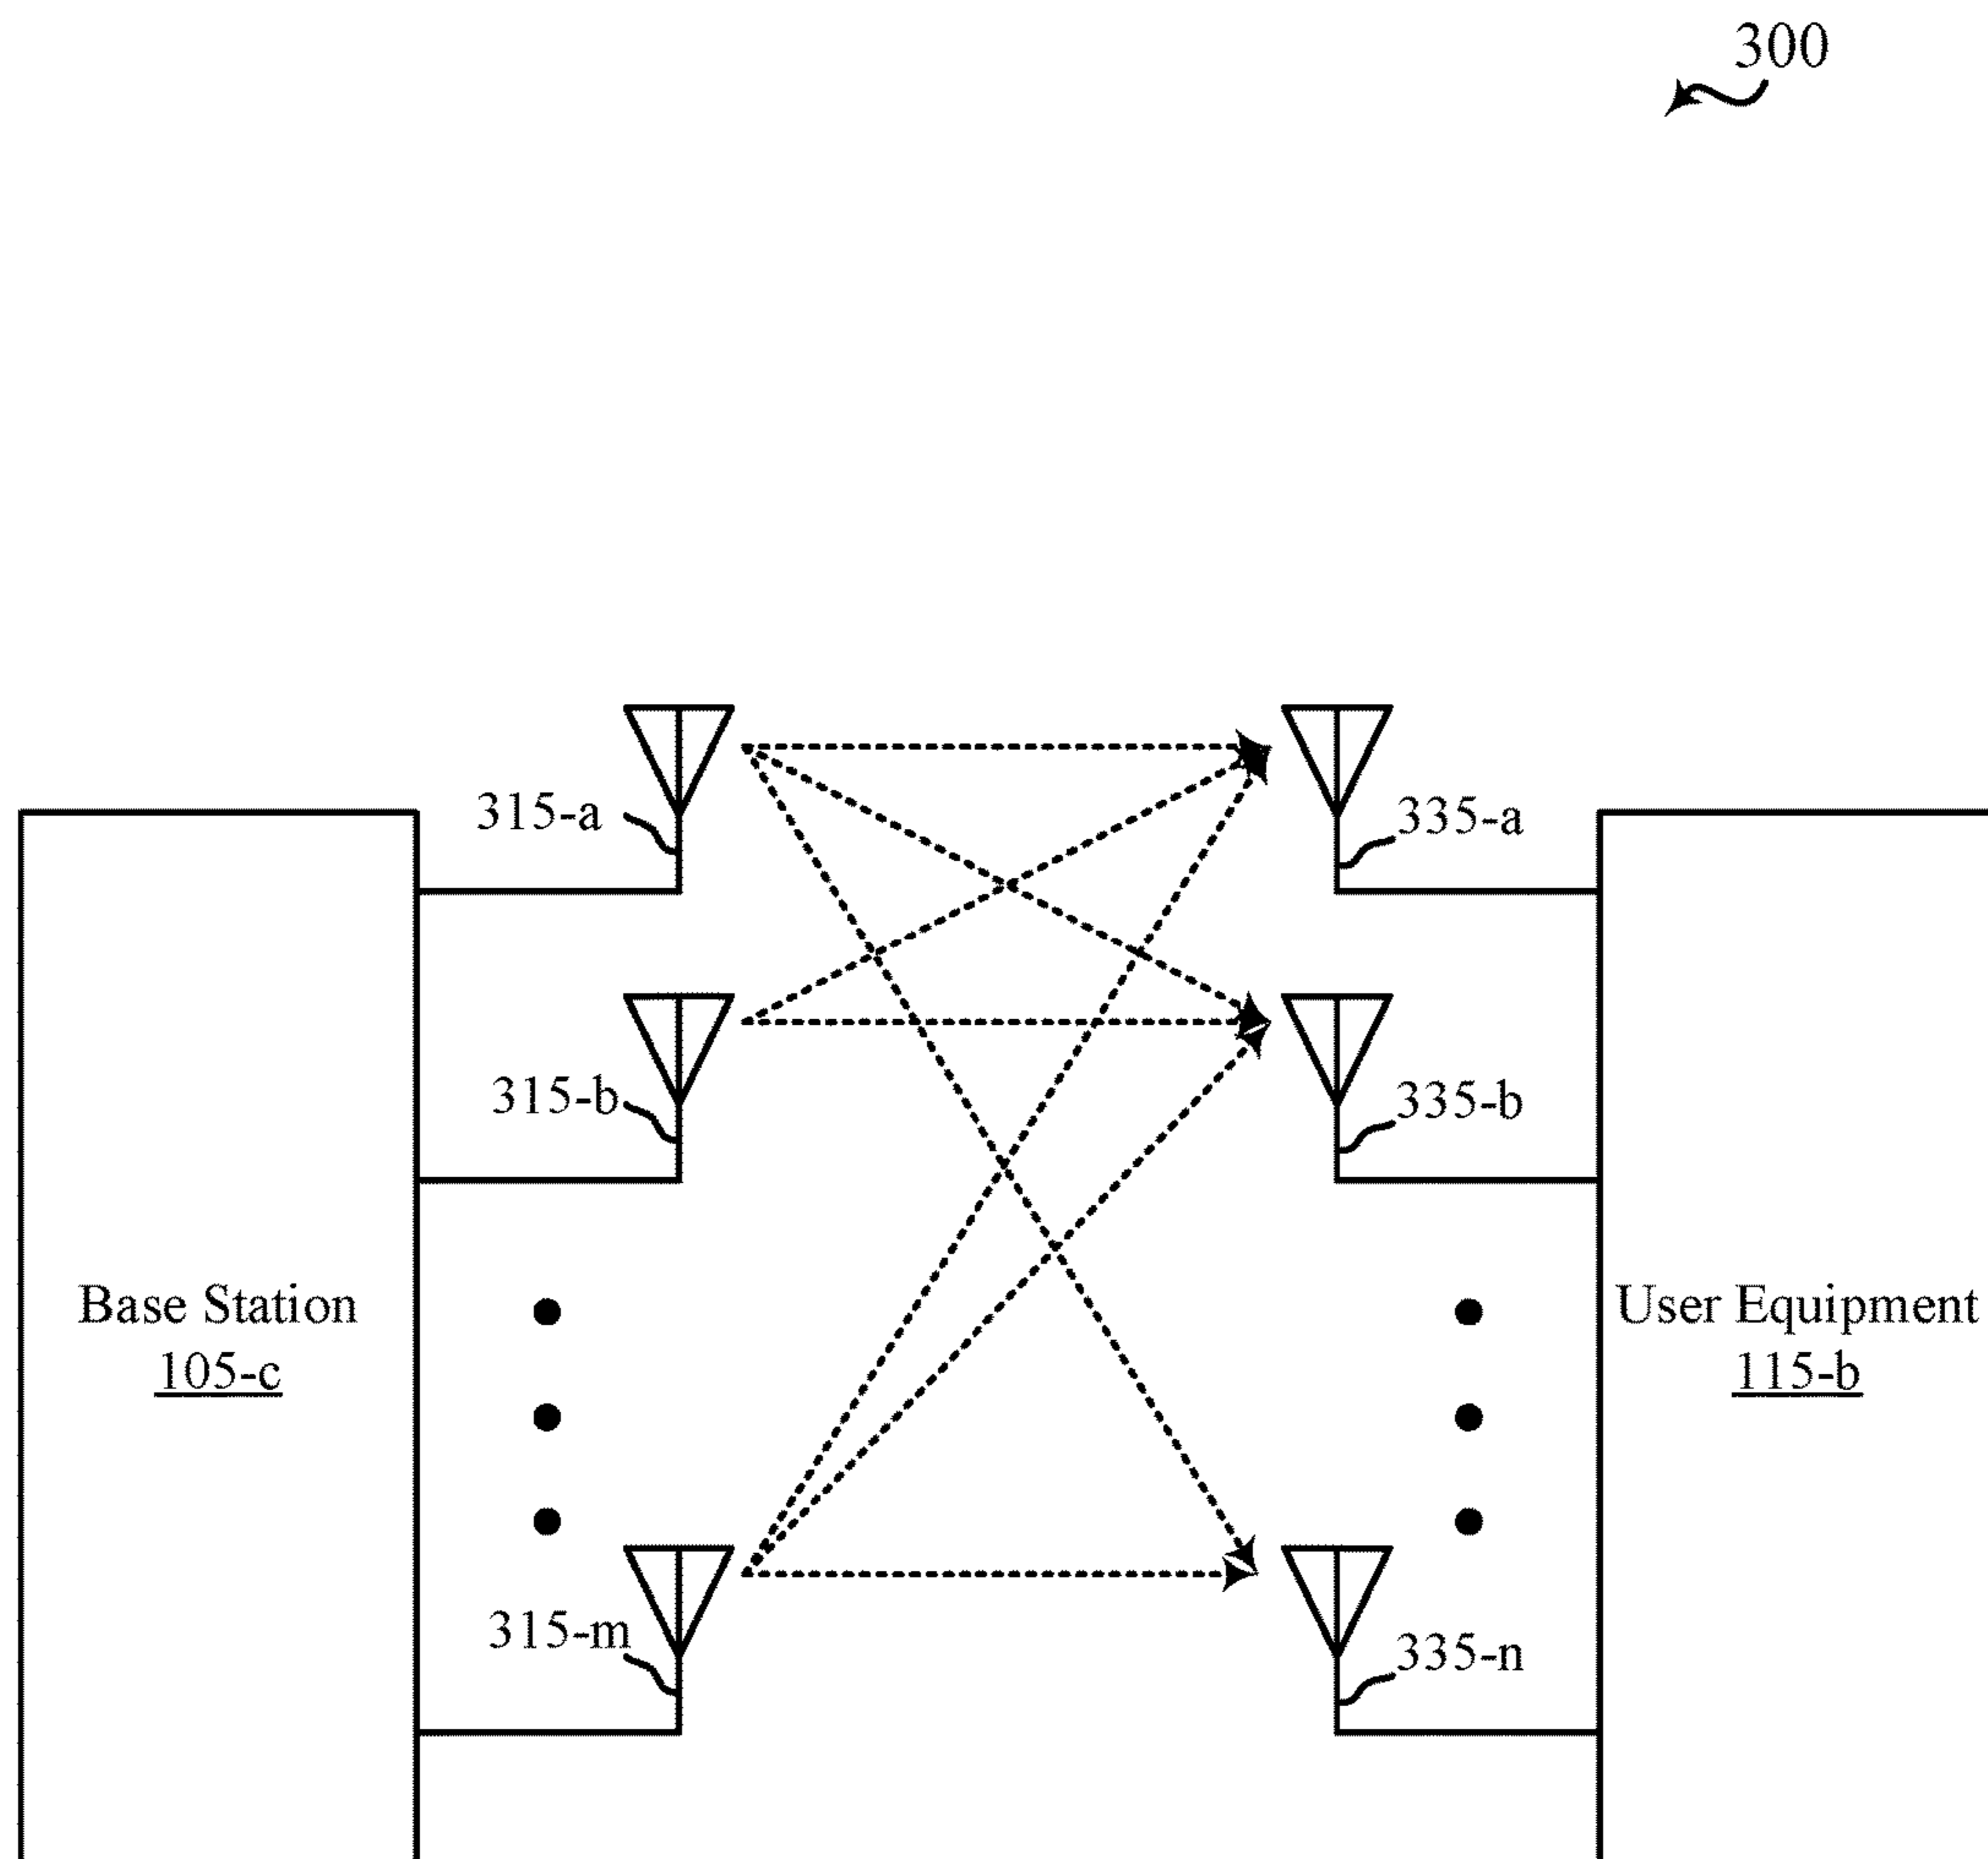 300
315-a
335-a
315-b
335-b
Base Station
105-c
User Equipment
115-b
315-m
335-n